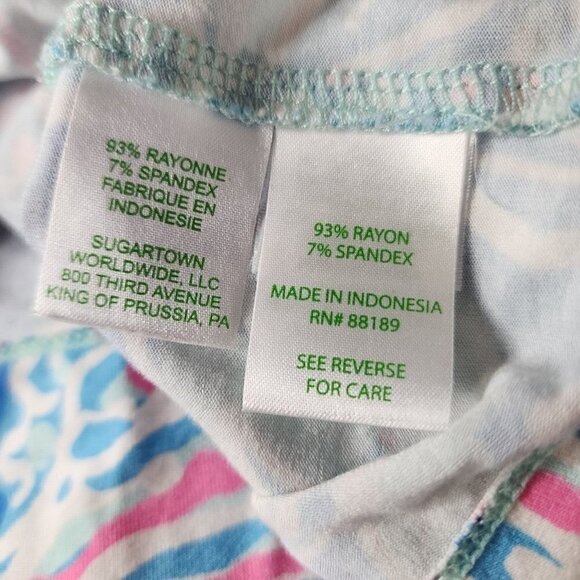 93% RAYONNE
7% SPANDEX
FABRIQUE EN
INDONESIE
SUGARTOWN
WORLDWIDE, LLC
800 THIRD AVENUE
KING OF PRUSSIA, PA
93% RAYON
7% SPANDEX
MADE IN INDONESIA
RN# 88189
SEE REVERSE
FOR CARE